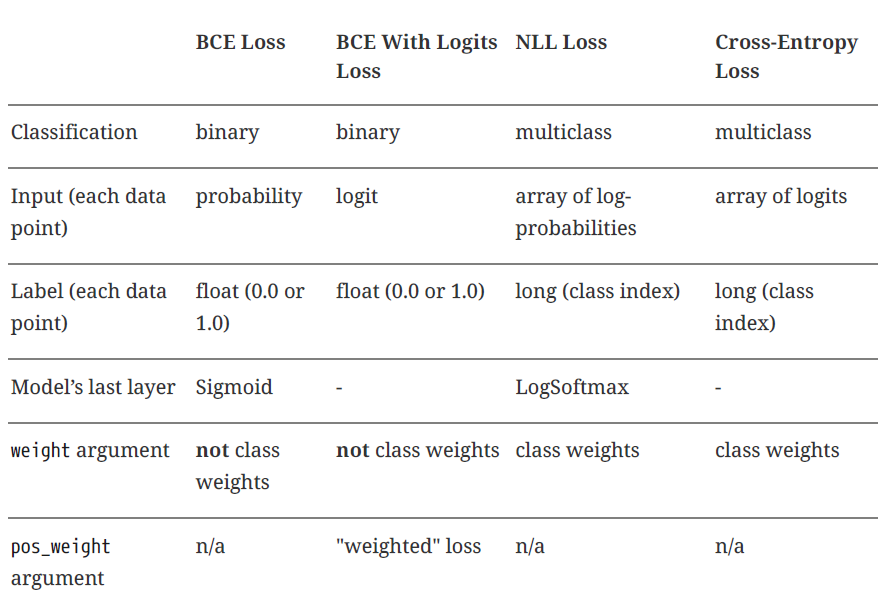 BCE Loss BCE With Logits NLL Loss Cross-Entropy
Loss Loss
Classification binary binary multiclass multiclass
Input (each data probability logit array of log- array of logits
point) probabilities
Label (each data float (0.0 or float (0.0 or 1.0) long (class index) long (class
point) 1.0) index)
Model’s last layer Sigmoid - LogSoftmax -
weight argument not class not class weights class weights class weights
weights
pos_weight n/a "weighted" loss n/a n/a
argument